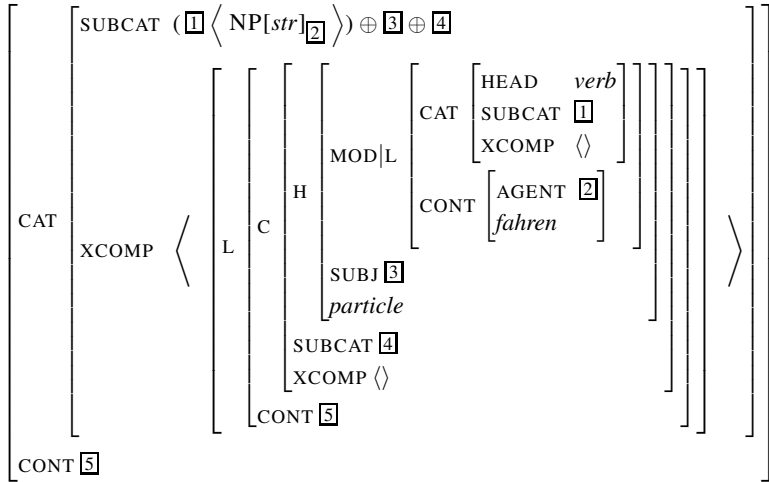 SUBCAT ( 1 ⟨ NP[str] 2 ⟩) ⊕ 3 ⊕ 4
HEAD verb
CAT SUBCAT 1
XCOMP ⟨⟩
MOD|L
H
CONT AGENT 2
fahren
CAT XCOMP ⟨ L C ⟩
SUBJ 3
particle
SUBCAT 4
XCOMP ⟨⟩
CONT 5
CONT 5